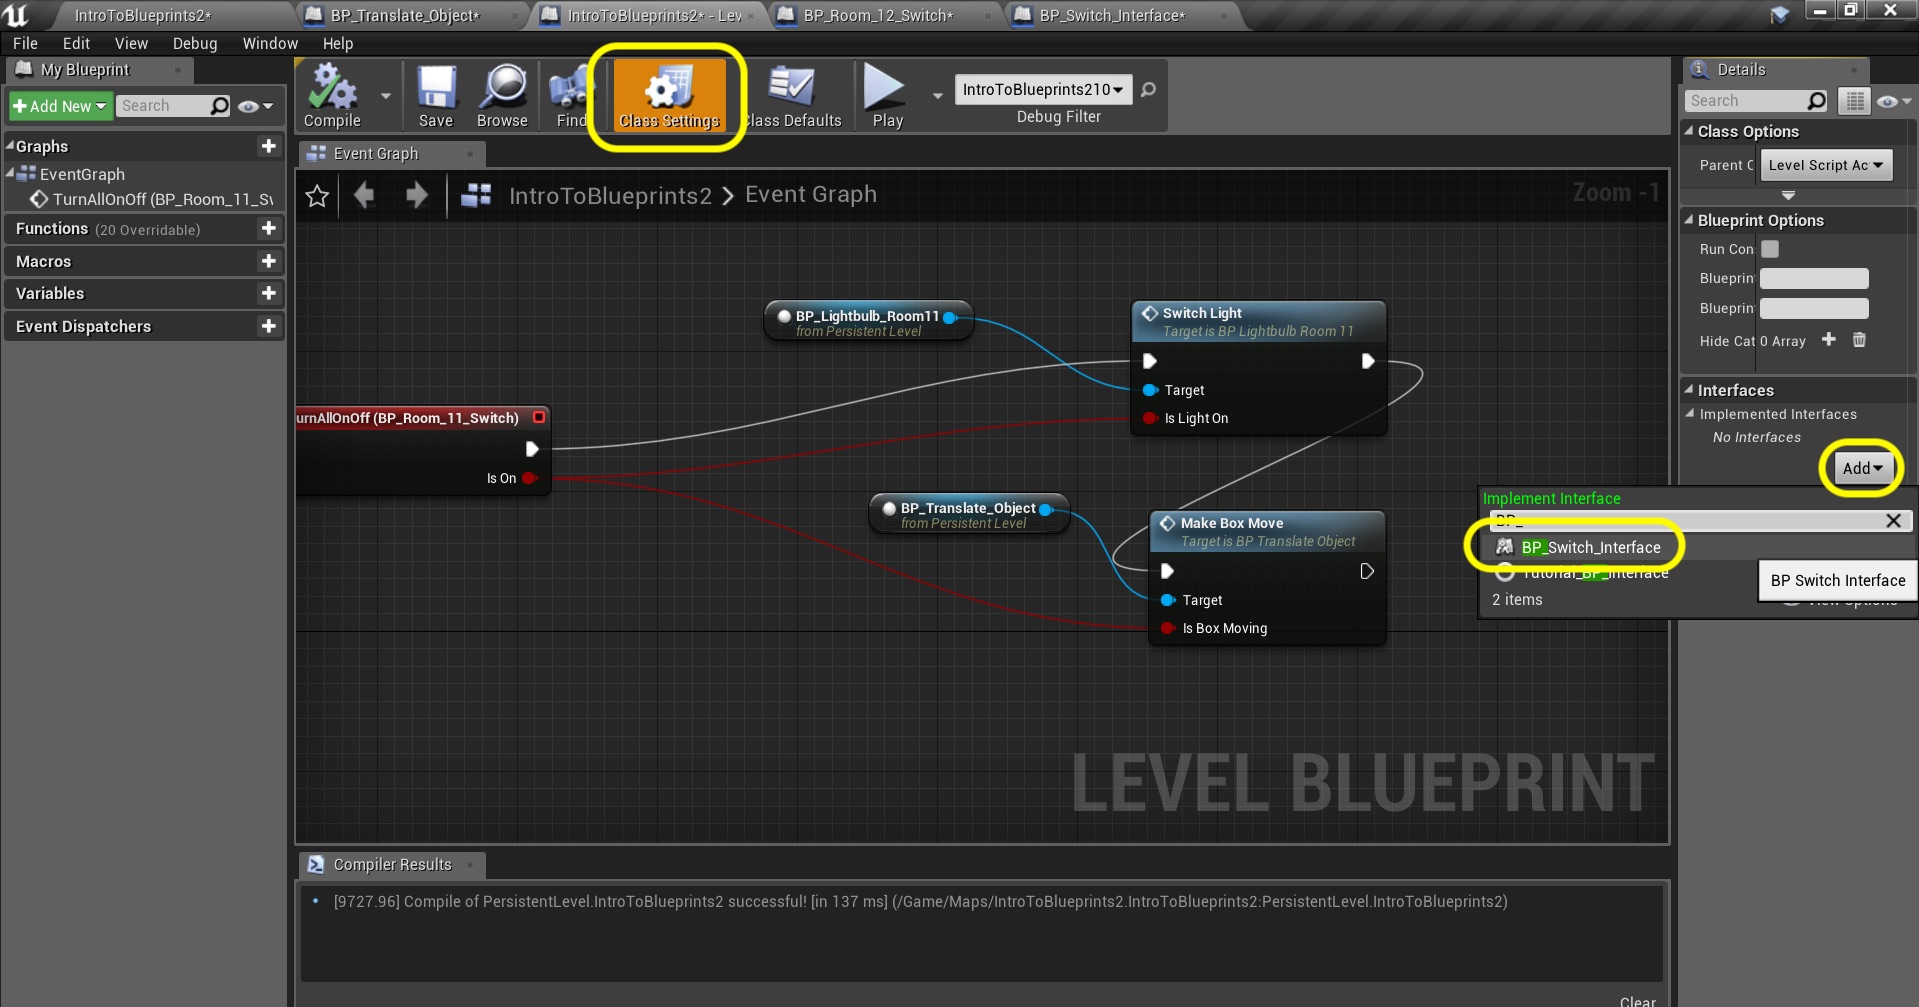 IntroToBlueprints2*
BP_Translate_Object*
IntroToBlueprints2* - Lev
BP_Room_12_Switch*
BP_Switch_Interface*
File Edit View Debug Window Help
My Blueprint
Add New
Search
Graphs
EventGraph
TurnAllOnOff (BP_Room_11_Sv
Functions (20 Overridable)
Macros
Variables
Event Dispatchers
Compile
Save
Browse
Find
Class Settings
Class Defaults
Play
IntroToBlueprints210
Debug Filter
Event Graph
IntroToBlueprints2 > Event Graph
Zoom -1
BP_Lightbulb_Room11
from Persistent Level
Switch Light
Target is BP Lightbulb Room 11
Target
Is Light On
urnAllOnOff (BP_Room_11_Switch)
Is On
BP_Translate_Object
from Persistent Level
Make Box Move
Target is BP Translate Object
Target
Is Box Moving
LEVEL BLUEPRINT
Compiler Results
[9727.96] Compile of PersistentLevel.IntroToBlueprints2 successful! [in 137 ms] (/Game/Maps/IntroToBlueprints2.IntroToBlueprints2:PersistentLevel.IntroToBlueprints2)
Clear
Details
Search
Class Options
Parent C
Level Script Ac
Blueprint Options
Run Con
Blueprin
Blueprin
Hide Cat 0 Array
Interfaces
Implemented Interfaces
No Interfaces
Add
Implement Interface
BP_
BP_Switch_Interface
Tutorial_BP_Interface
2 items
View Options
BP Switch Interface